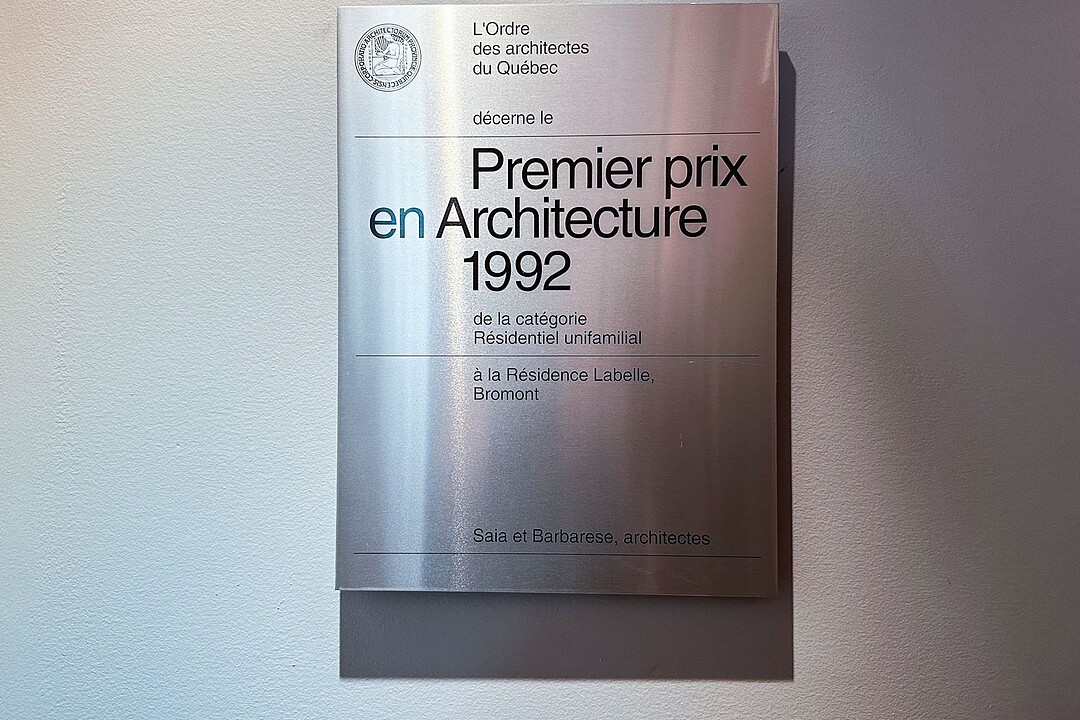 L'Ordre
des architectes
du Québec
décerne le
Premier prix
en Architecture
1992
de la catégorie
Résidentiel unifamilial
à la Résidence Labelle,
Bromont
Saia et Barbarese, architectes